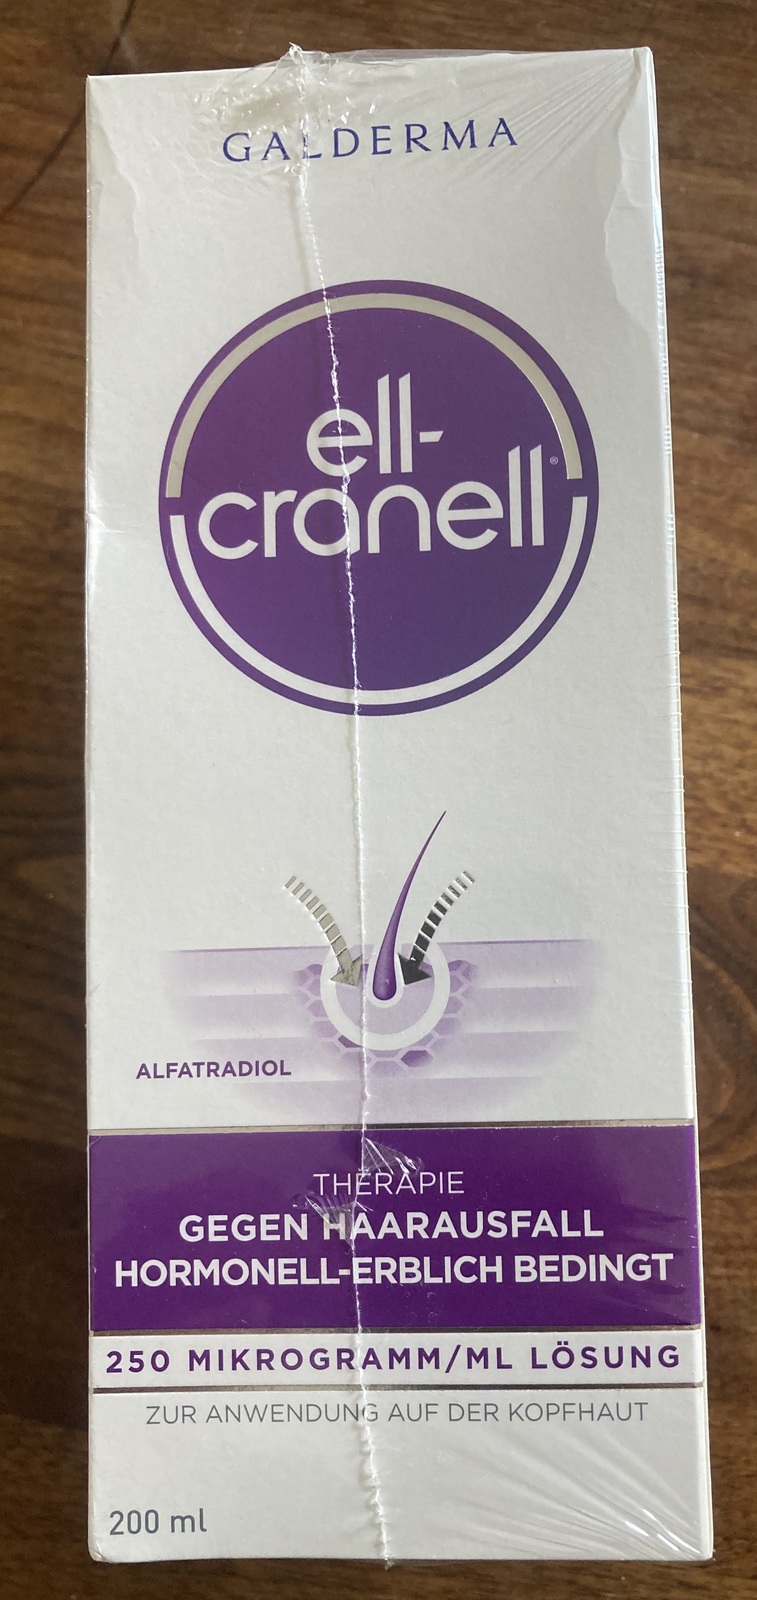 GALDERMA
ell-
cranell®
ALFATRADIOL
THERAPIE
GEGEN HAARAUSFALL
HORMONELL-ERBLICH BEDINGT
250 MIKROGRAMM/ML LÖSUNG
ZUR ANWENDUNG AUF DER KOPFHAUT
200 ml